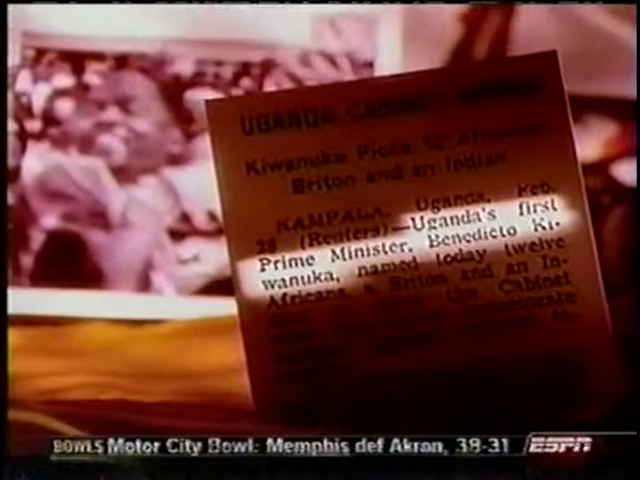 UGANDA
Kiwanuka Picks 12 Africans
Briton and an Indian
KAMPALA, Uganda, Feb.
28 (Reuters)—Uganda's first
Prime Minister, Benedicto Ki-
wanuka, named today twelve
Africans, a Briton and an In-
the Cabinet
BOWLS Motor City Bowl: Memphis def Akron, 38-31 ESPN